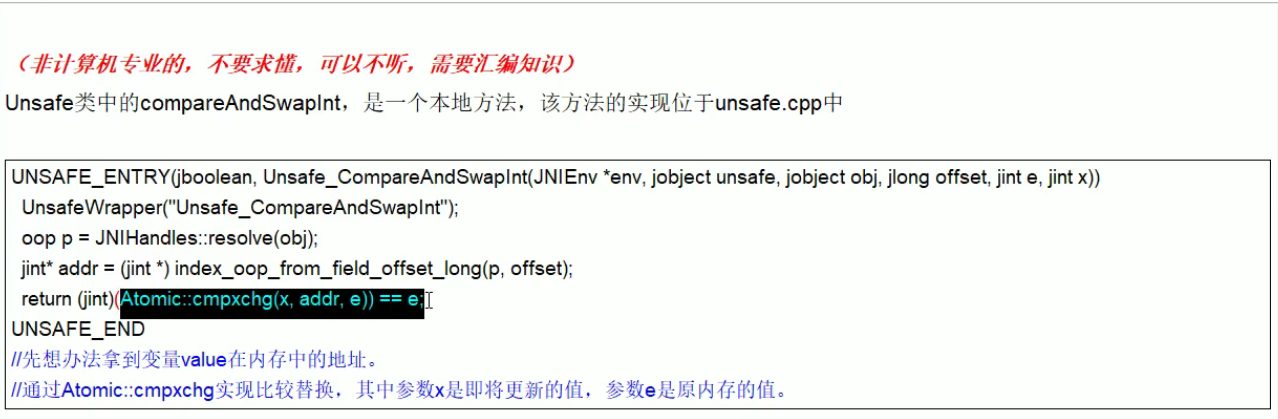 （非计算机专业的，不要求懂，可以不听，需要汇编知识）
Unsafe类中的compareAndSwapInt，是一个本地方法，该方法的实现位于unsafe.cpp中
UNSAFE_ENTRY(jboolean, Unsafe_CompareAndSwapInt(JNIEnv *env, jobject unsafe, jobject obj, jlong offset, jint e, jint x))
UnsafeWrapper("Unsafe_CompareAndSwapInt");
oop p = JNIHandles::resolve(obj);
jint* addr = (jint *) index_oop_from_field_offset_long(p, offset);
return (jint)(Atomic::cmpxchg(x, addr, e)) == e;
UNSAFE_END
//先想办法拿到变量value在内存中的地址。
//通过Atomic::cmpxchg实现比较替换，其中参数x是即将更新的值，参数e是原内存的值。